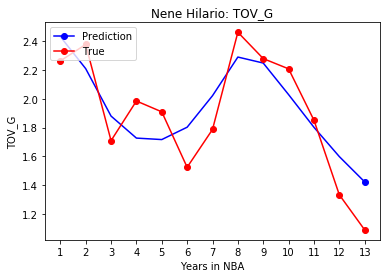 Nene Hilario: TOV_G
Prediction
True
2.4
2.2
2.0
1.8
1.6
1.4
1.2
TOV_G
1 2 3 4 5 6 7 8 9 10 11 12 13
Years in NBA